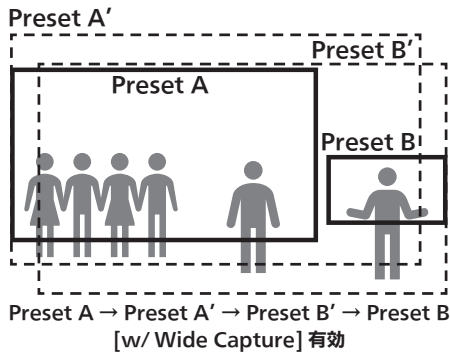 Preset A′
Preset B′
Preset A
Preset B
Preset A → Preset A′ → Preset B′ → Preset B
[w/ Wide Capture] 有効